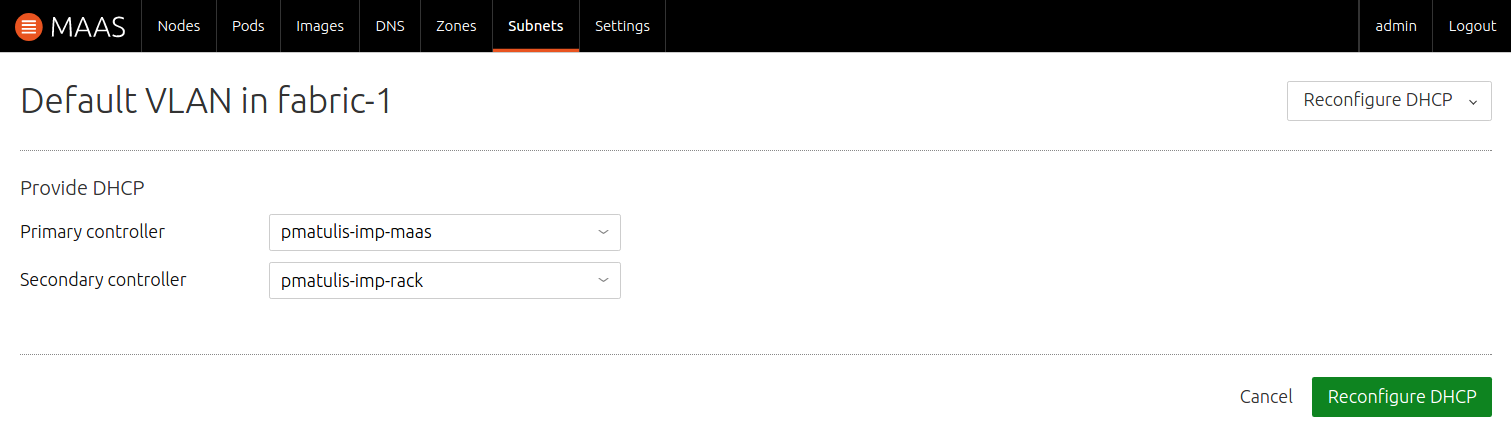 MAAS Nodes Pods Images DNS Zones Subnets Settings admin Logout
Default VLAN in fabric-1 Reconfigure DHCP
Provide DHCP
Primary controller pmatulis-imp-maas
Secondary controller pmatulis-imp-rack
Cancel Reconfigure DHCP